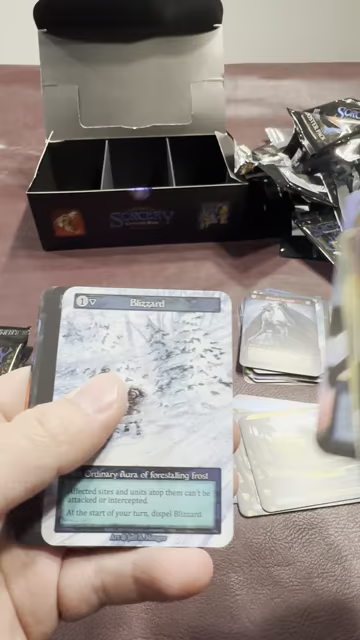 SORCERY
1 Blizzard
Ordinary Aura of forestalling frost
Affected sites and units atop them can't be
attacked or intercepted.
At the start of your turn, dispel Blizzard.